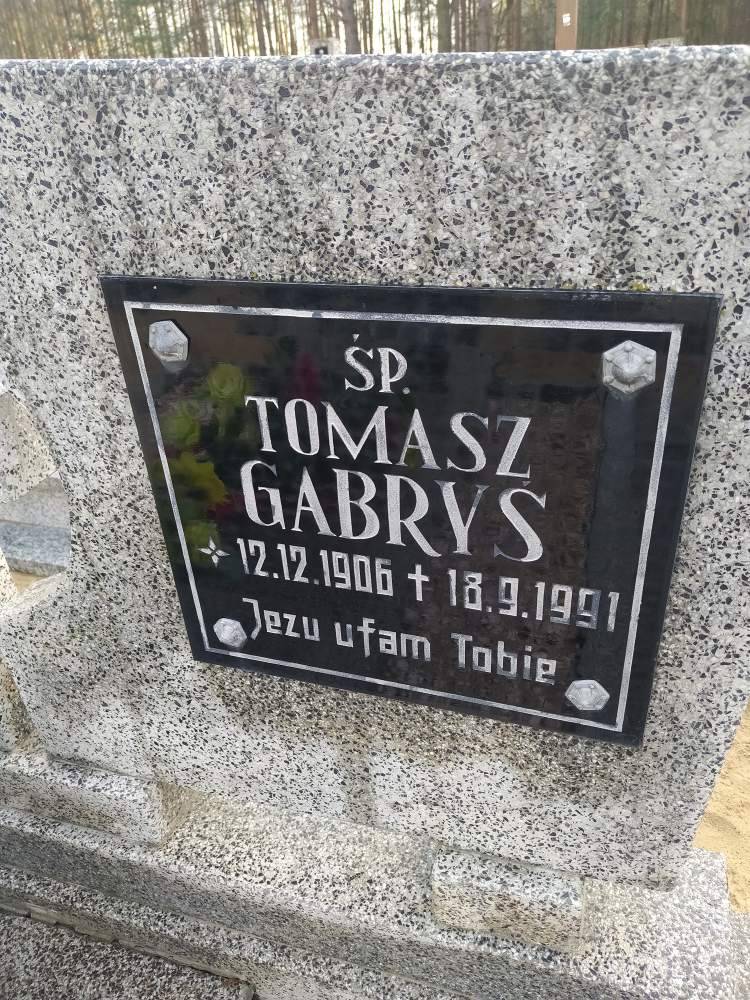 ŚP.
TOMASZ
GABRYŚ
12.12.1906 † 18.9.1991
Jezu ufam Tobie